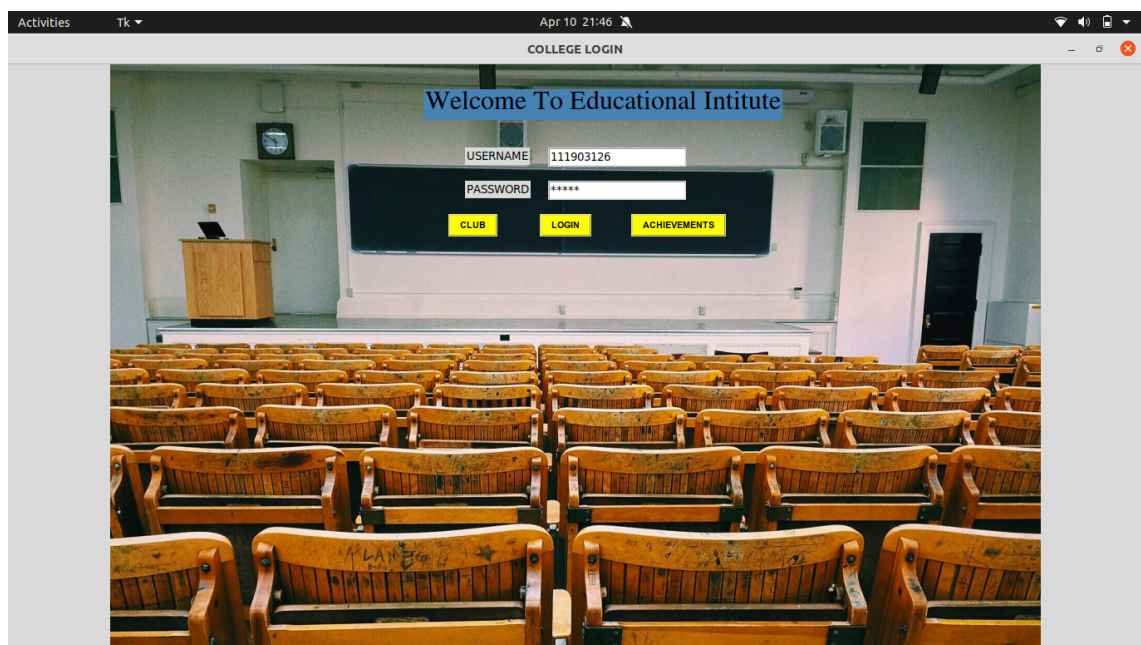 Activities Tk Apr 10 21:46
COLLEGE LOGIN
Welcome To Educational Intitute
USERNAME 111903126
PASSWORD *****
CLUB LOGIN ACHIEVEMENTS